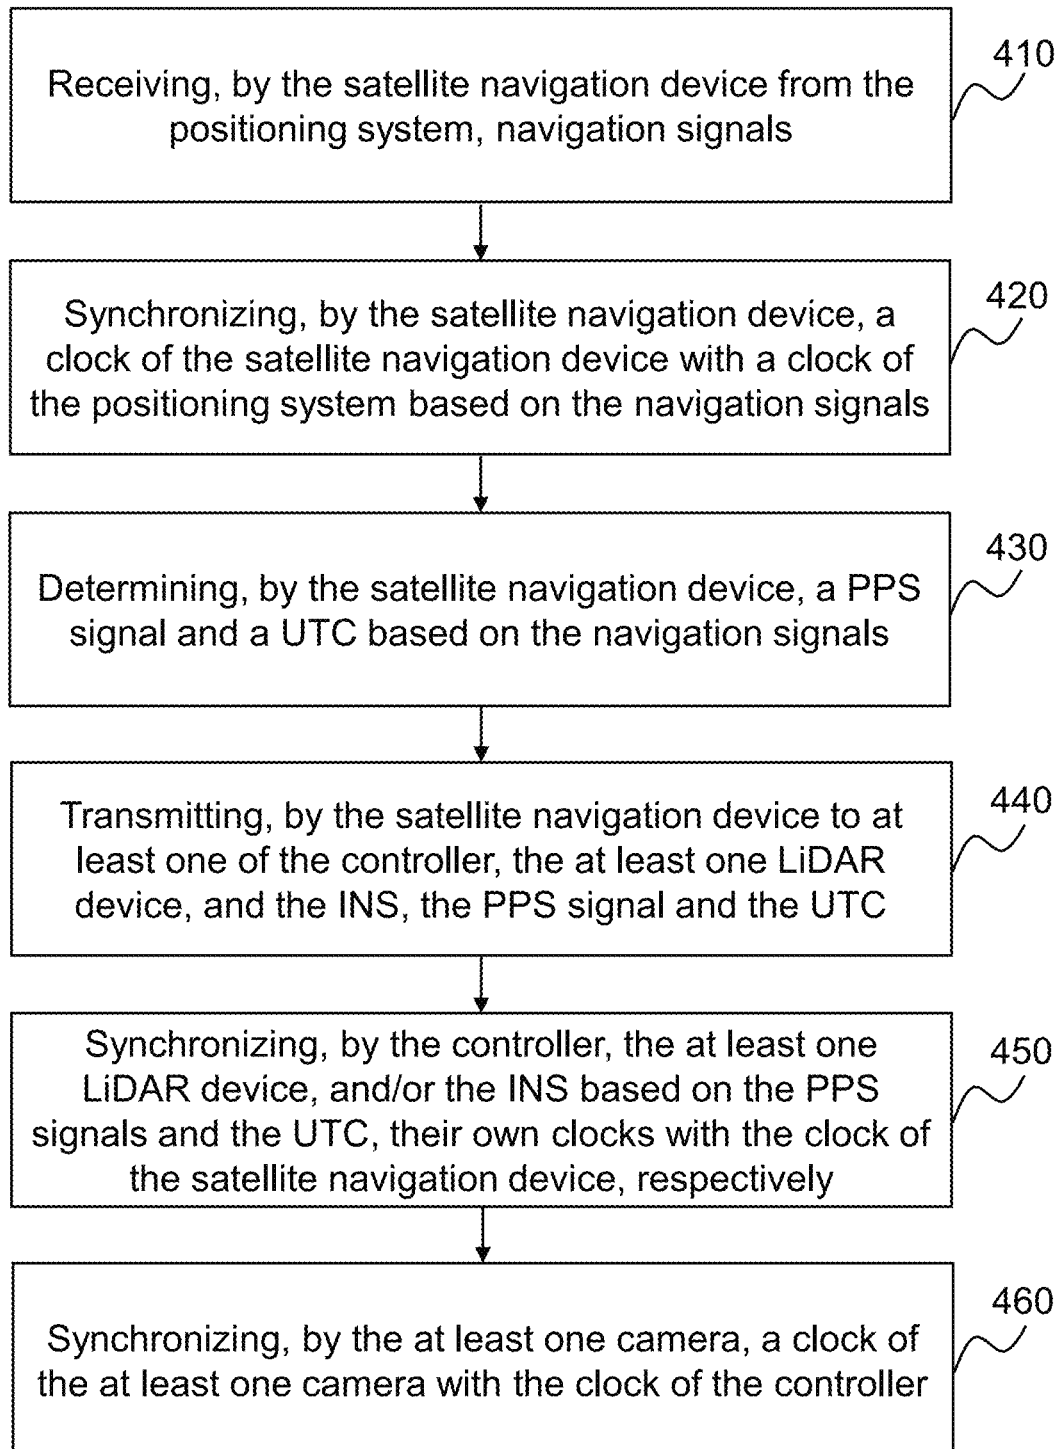 Receiving, by the satellite navigation device from the
positioning system, navigation signals
410
Synchronizing, by the satellite navigation device, a
clock of the satellite navigation device with a clock of
the positioning system based on the navigation signals
420
Determining, by the satellite navigation device, a PPS
signal and a UTC based on the navigation signals
430
Transmitting, by the satellite navigation device to at
least one of the controller, the at least one LiDAR
device, and the INS, the PPS signal and the UTC
440
Synchronizing, by the controller, the at least one
LiDAR device, and/or the INS based on the PPS
signals and the UTC, their own clocks with the clock of
the satellite navigation device, respectively
450
Synchronizing, by the at least one camera, a clock of
the at least one camera with the clock of the controller
460